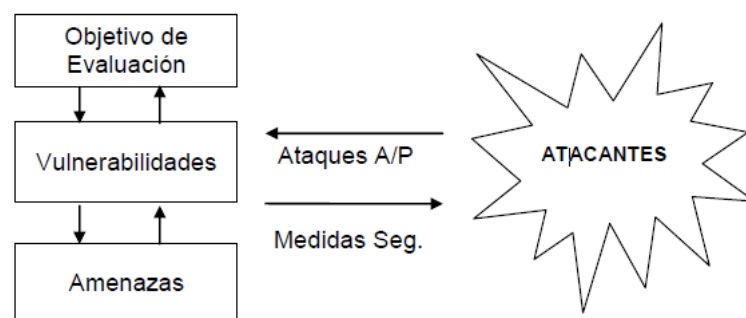 Objetivo de
Evaluación
Vulnerabilidades
Ataques A/P
ATACANTES
Medidas Seg.
Amenazas